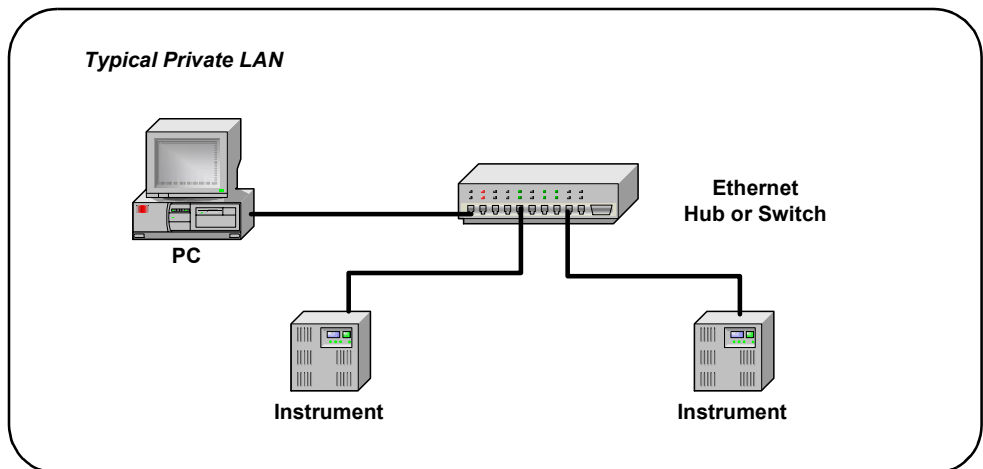 Typical Private LAN
Ethernet
Hub or Switch
PC
Instrument
Instrument